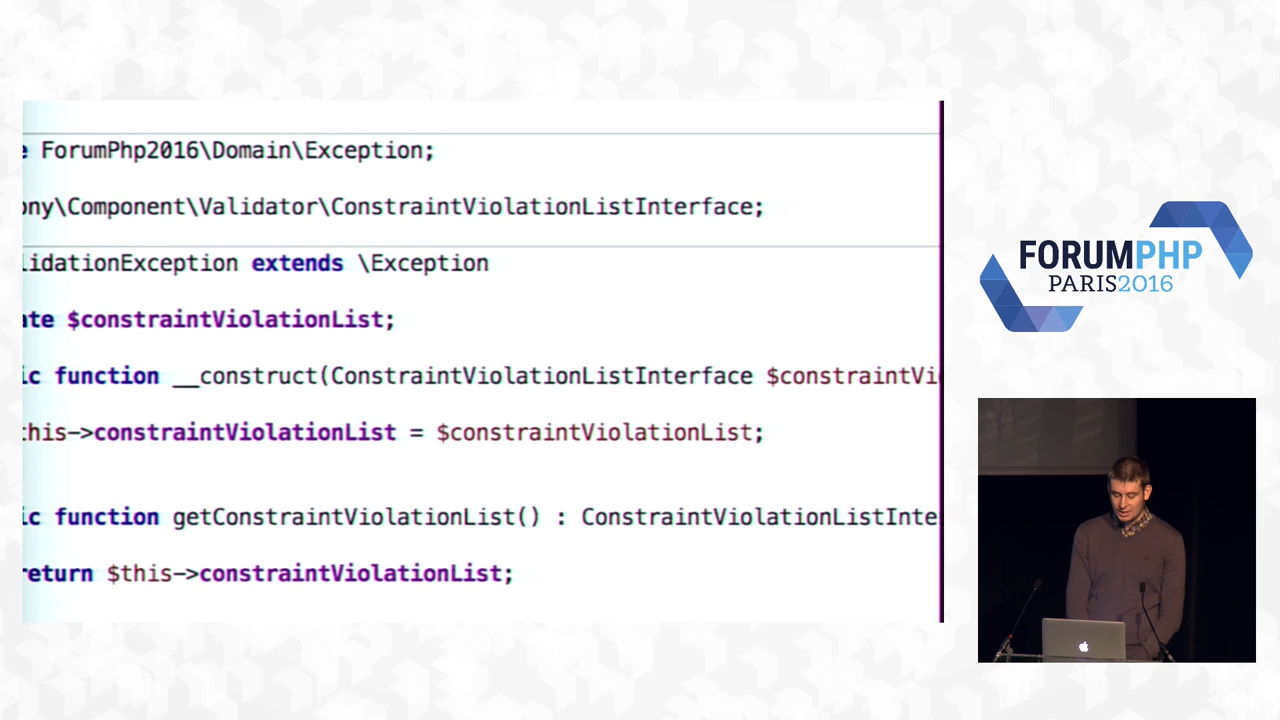 ForumPhp2016\Domain\Exception;
ony\Component\Validator\ConstraintViolationListInterface;
lidationException extends \Exception
ate $constraintViolationList;
ic function __construct(ConstraintViolationListInterface $constraintVio
this->constraintViolationList = $constraintViolationList;
ic function getConstraintViolationList() : ConstraintViolationListInte
return $this->constraintViolationList;
FORUMPHP
PARIS2016